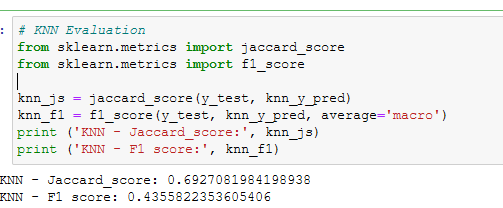 :
# KNN Evaluation
from sklearn.metrics import jaccard_score
from sklearn.metrics import f1_score
knn_js = jaccard_score(y_test, knn_y_pred)
knn_f1 = f1_score(y_test, knn_y_pred, average='macro')
print ('KNN - Jaccard_score:', knn_js)
print ('KNN - F1 score:', knn_f1)
KNN - Jaccard_score: 0.6927081984198938
KNN - F1 score: 0.4355822353605406